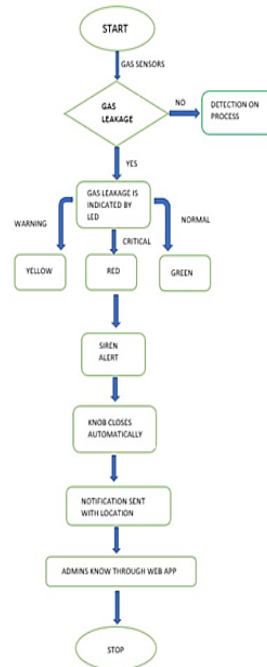 START
GAS SENSORS
GAS
LEAKAGE
NO
DETECTION ON
PROCESS
YES
GAS LEAKAGE IS
INDICATED BY
LED
WARNING
NORMAL
CRITICAL
YELLOW
RED
GREEN
SIREN
ALERT
KNOB CLOSES
AUTOMATICALLY
NOTIFICATION SENT
WITH LOCATION
ADMINS KNOW THROUGH WEB APP
STOP